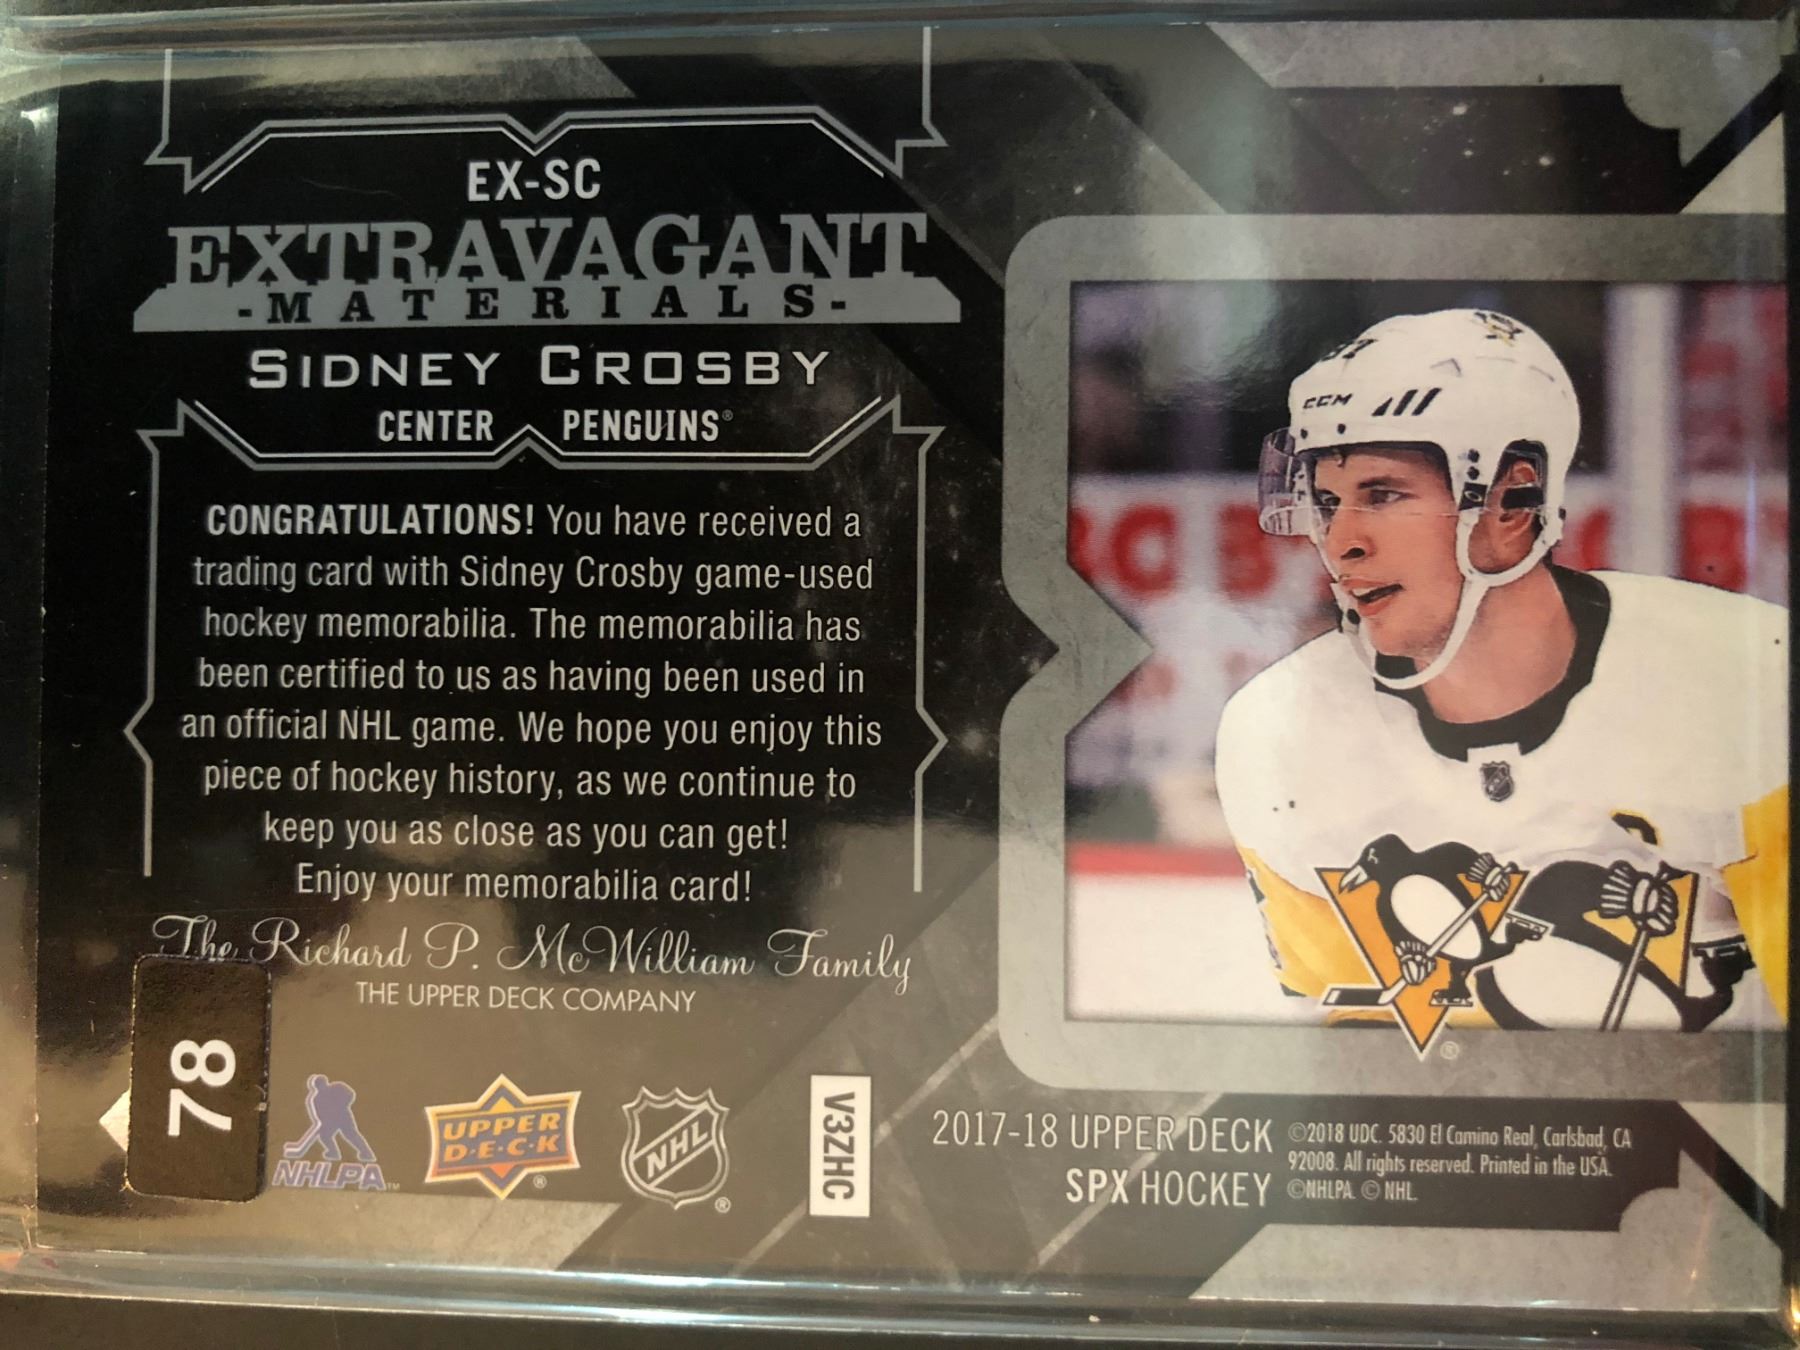 EX-SC
EXTRAVAGANT
-MATERIALS-
SIDNEY CROSBY
CENTER PENGUINS®
CONGRATULATIONS! You have received a
trading card with Sidney Crosby game-used
hockey memorabilia. The memorabilia has
been certified to us as having been used in
an official NHL game. We hope you enjoy this
piece of hockey history, as we continue to
keep you as close as you can get!
Enjoy your memorabilia card!
The Richard P. McWilliam Family
THE UPPER DECK COMPANY
78
NHLPA™
UPPER
D·E·C·K
®
NHL
®
V3ZHC
2017-18 UPPER DECK
SPX HOCKEY
©2018 UDC. 5830 El Camino Real, Carlsbad, CA
92008. All rights reserved. Printed in the USA.
©NHLPA. © NHL.
87
CCM
®